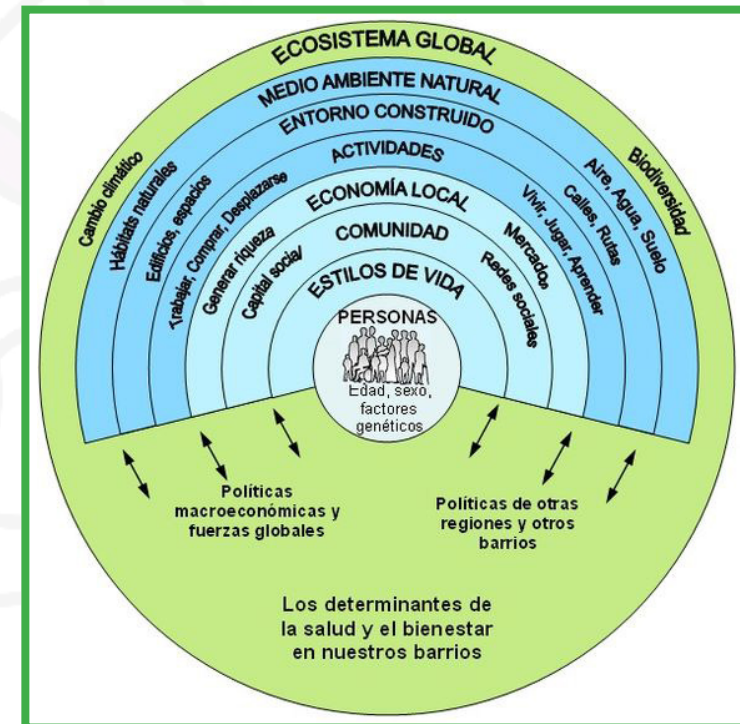 ECOSISTEMA GLOBAL
MEDIO AMBIENTE NATURAL
ENTORNO CONSTRUIDO
ACTIVIDADES
ECONOMÍA LOCAL
COMUNIDAD
ESTILOS DE VIDA
Cambio climático
Hábitats naturales
Edificios, espacios
Trabajar, Comprar, Desplazarse
Generar riqueza
Capital social
Biodiversidad
Aire, Agua, Suelo
Calles, Rutas
Vivir, Jugar, Aprender
Mercados
Redes sociales
PERSONAS
Edad, sexo,
factores
genéticos
Políticas
macroeconómicas y
fuerzas globales
Políticas de otras
regiones y otros
barrios
Los determinantes de
la salud y el bienestar
en nuestros barrios